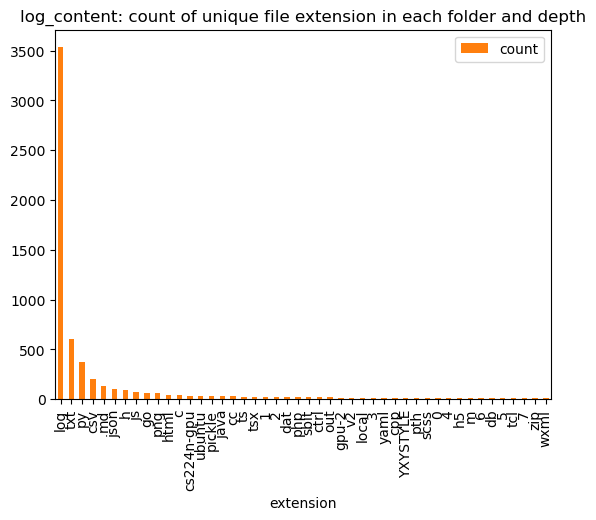 log_content: count of unique file extension in each folder and depth
count
3500
3000
2500
2000
1500
1000
500
0
log
txt
py
csv
md
json
h
js
go
png
html
c
cs224n-gpu
ubuntu
pickle
java
cc
ts
tsx
1
2
dat
php
split
ctrl
out
gpu-2
v2
local
3
yaml
cpp
YXYSTYLE
pth
scss
0
4
h5
m
6
db
5
tcl
7
zip
wxml
extension